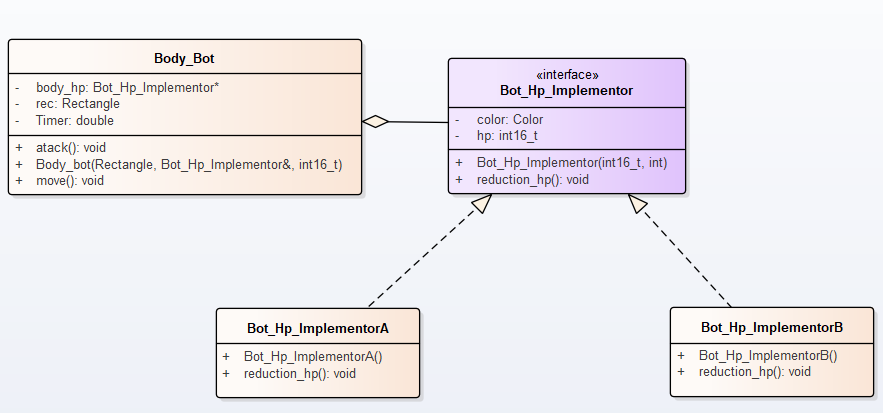 Body_Bot
- body_hp: Bot_Hp_Implementor*
- rec: Rectangle
- Timer: double
+ atack(): void
+ Body_bot(Rectangle, Bot_Hp_Implementor&, int16_t)
+ move(): void
«interface»
Bot_Hp_Implementor
- color: Color
- hp: int16_t
+ Bot_Hp_Implementor(int16_t, int)
+ reduction_hp(): void
Bot_Hp_ImplementorA
+ Bot_Hp_ImplementorA()
+ reduction_hp(): void
Bot_Hp_ImplementorB
+ Bot_Hp_ImplementorB()
+ reduction_hp(): void